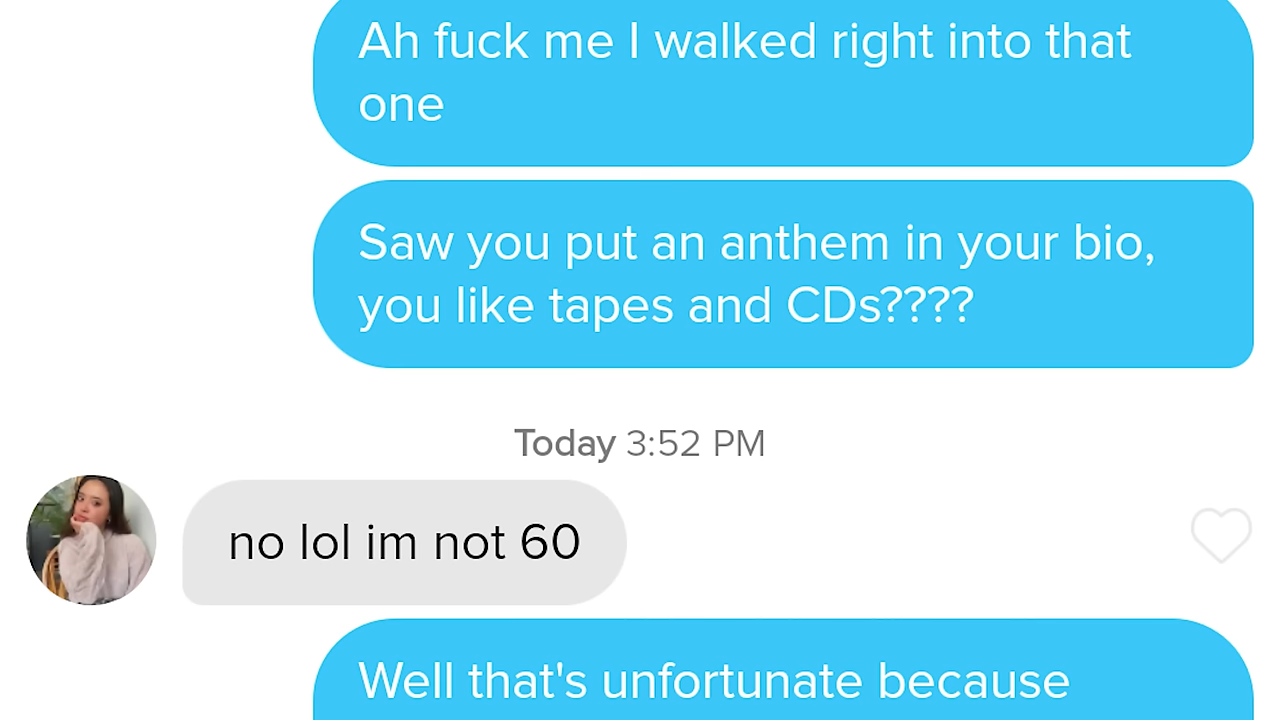 Ah fuck me I walked right into that
one
Saw you put an anthem in your bio,
you like tapes and CDs????
Today 3:52 PM
no lol im not 60
Well that's unfortunate because